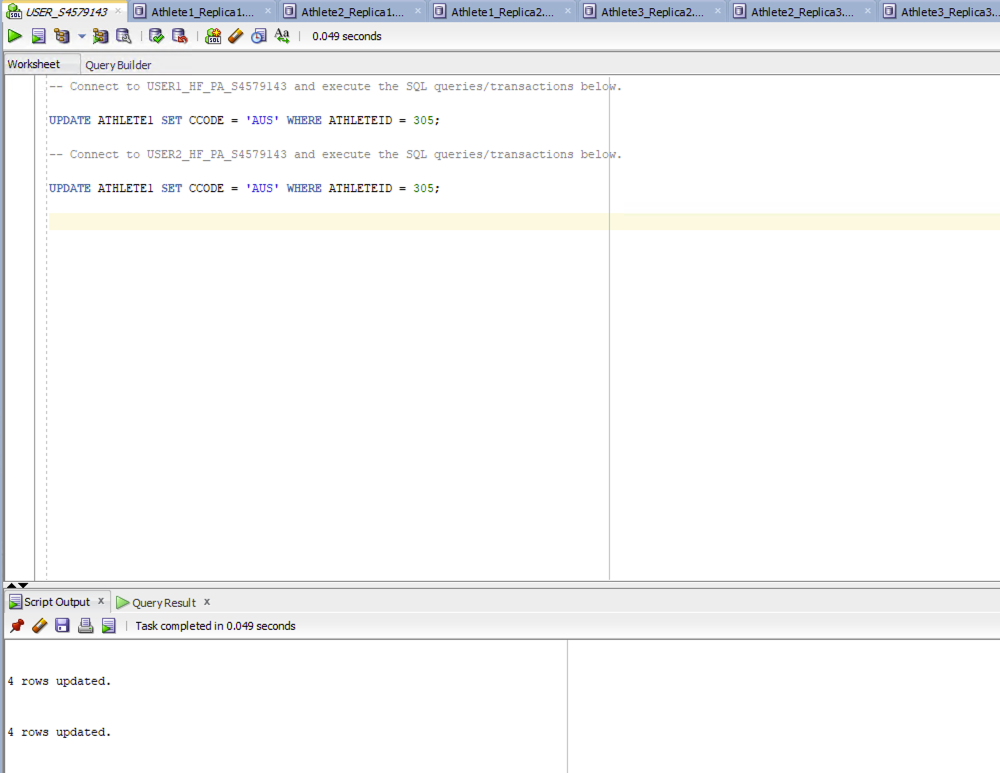 USER_S4579143
Athlete1_Replica1....
Athlete2_Replica1....
Athlete1_Replica2....
Athlete3_Replica2....
Athlete2_Replica3....
Athlete3_Replica3...
SQL
Aa
0.049 seconds
Worksheet
Query Builder
-- Connect to USER1_HF_PA_S4579143 and execute the SQL queries/transactions below.
UPDATE ATHLETE1 SET CCODE = 'AUS' WHERE ATHLETEID = 305;
-- Connect to USER2_HF_PA_S4579143 and execute the SQL queries/transactions below.
UPDATE ATHLETE1 SET CCODE = 'AUS' WHERE ATHLETEID = 305;
Script Output x
Query Result x
Task completed in 0.049 seconds
4 rows updated.
4 rows updated.